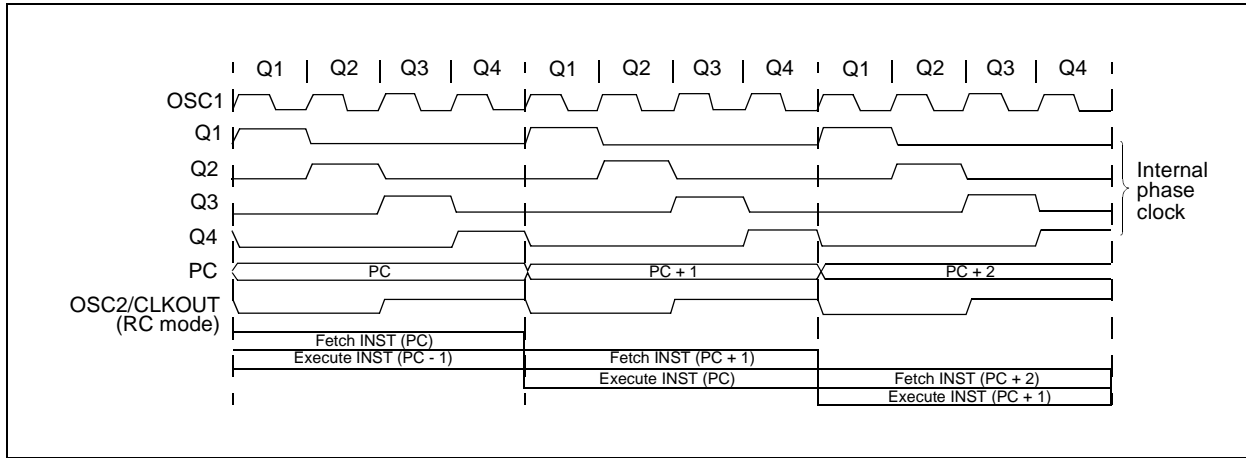 Q1 Q2 Q3 Q4 Q1 Q2 Q3 Q4 Q1 Q2 Q3 Q4
OSC1
Q1
Q2
Q3
Q4
PC
PC PC + 1 PC + 2
OSC2/CLKOUT
(RC mode)
Internal
phase
clock
Fetch INST (PC)
Execute INST (PC - 1) Fetch INST (PC + 1)
Execute INST (PC) Fetch INST (PC + 2)
Execute INST (PC + 1)